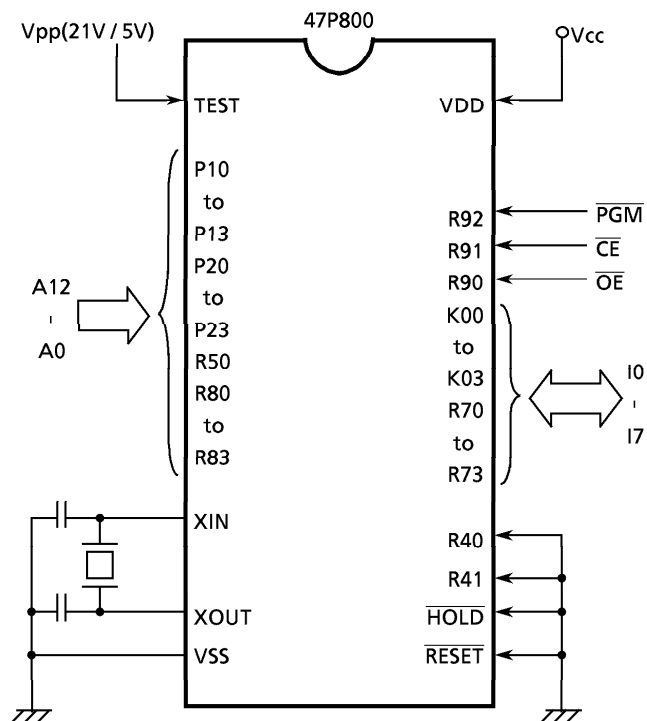 47P800
Vpp(21V / 5V)
Vcc
TEST
VDD
P10
to
P13
P20
to
P23
R50
R80
to
R83
A12
-
A0
R92
R91
R90
K00
to
K03
R70
to
R73
PGM
CE
OE
I0
-
I7
XIN
XOUT
VSS
R40
R41
HOLD
RESET